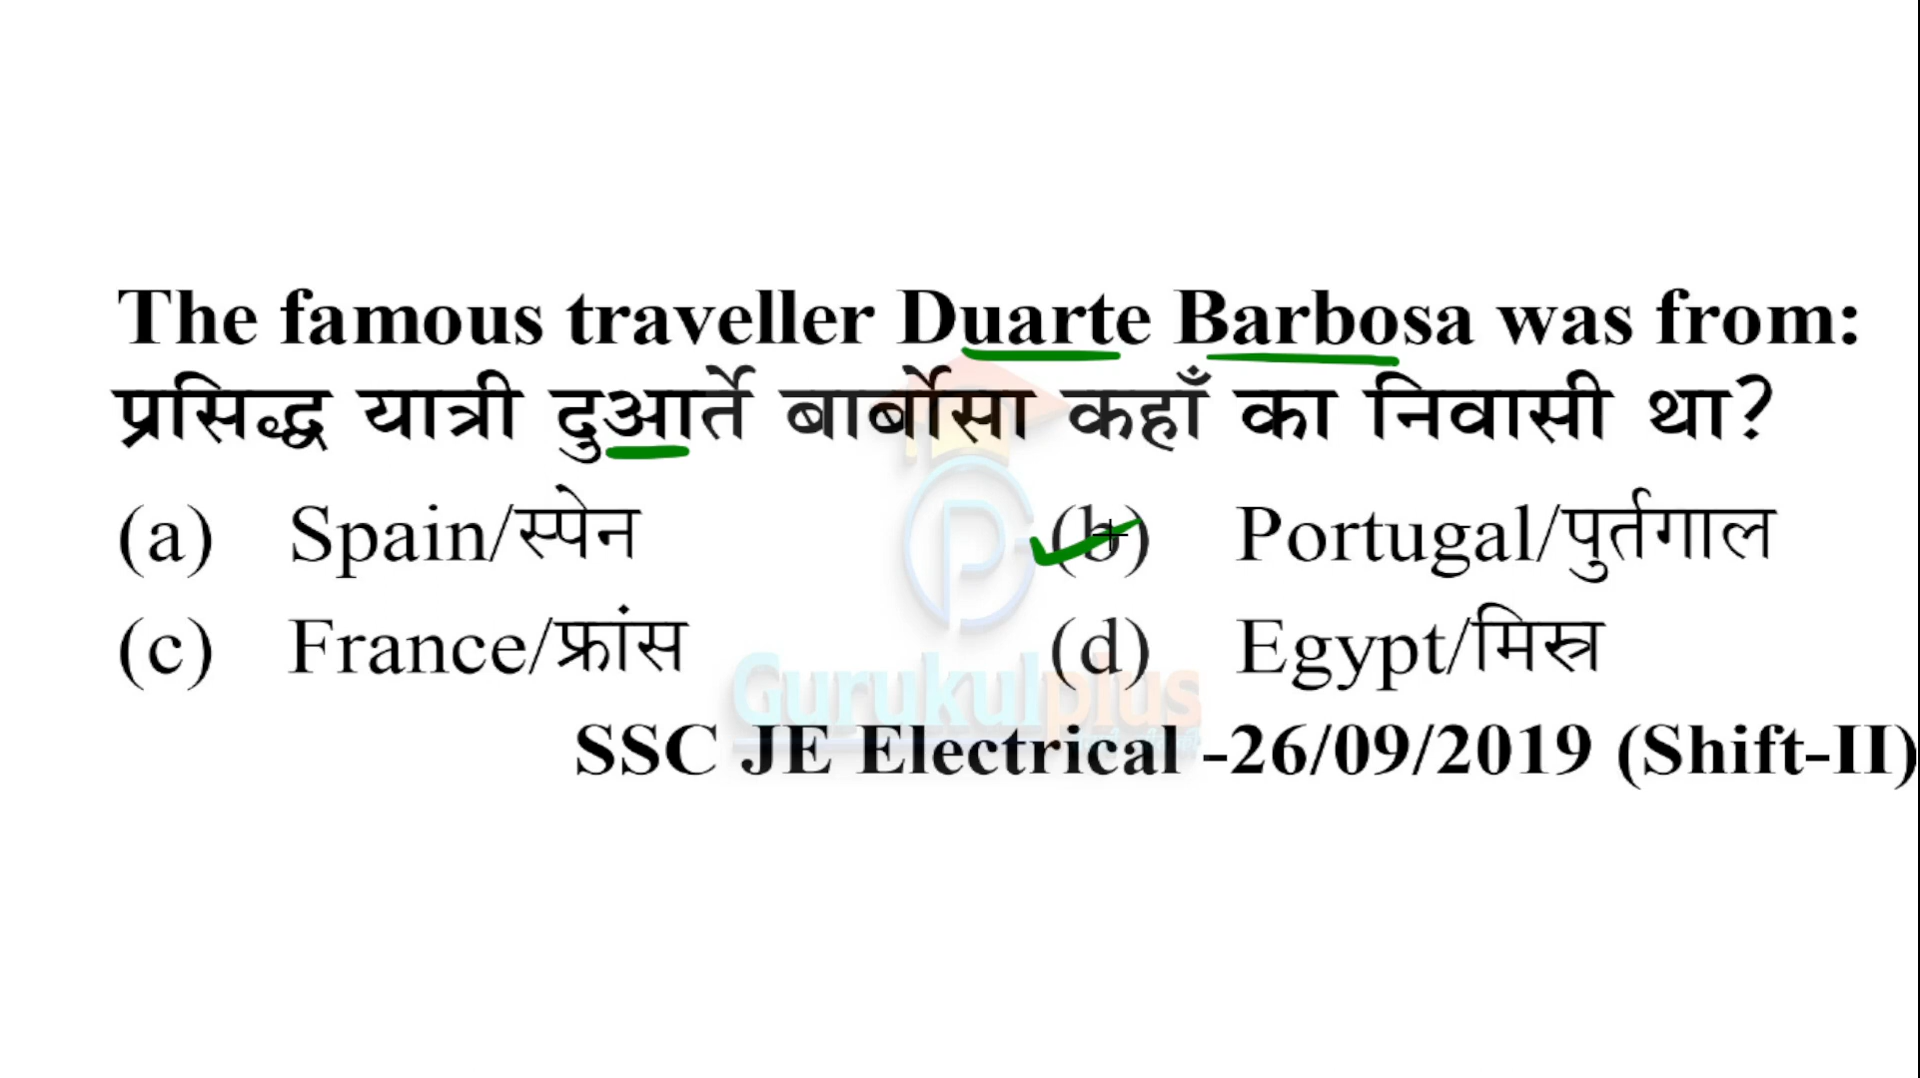 The famous traveller Duarte Barbosa was from:
प्रसिद्ध यात्री दुआर्ते बार्बोसा कहाँ का निवासी था?
(a) Spain/स्पेन (b) Portugal/पुर्तगाल
(c) France/फ्रांस (d) Egypt/मिस्र
Gurukulplus
SSC JE Electrical -26/09/2019 (Shift-II)